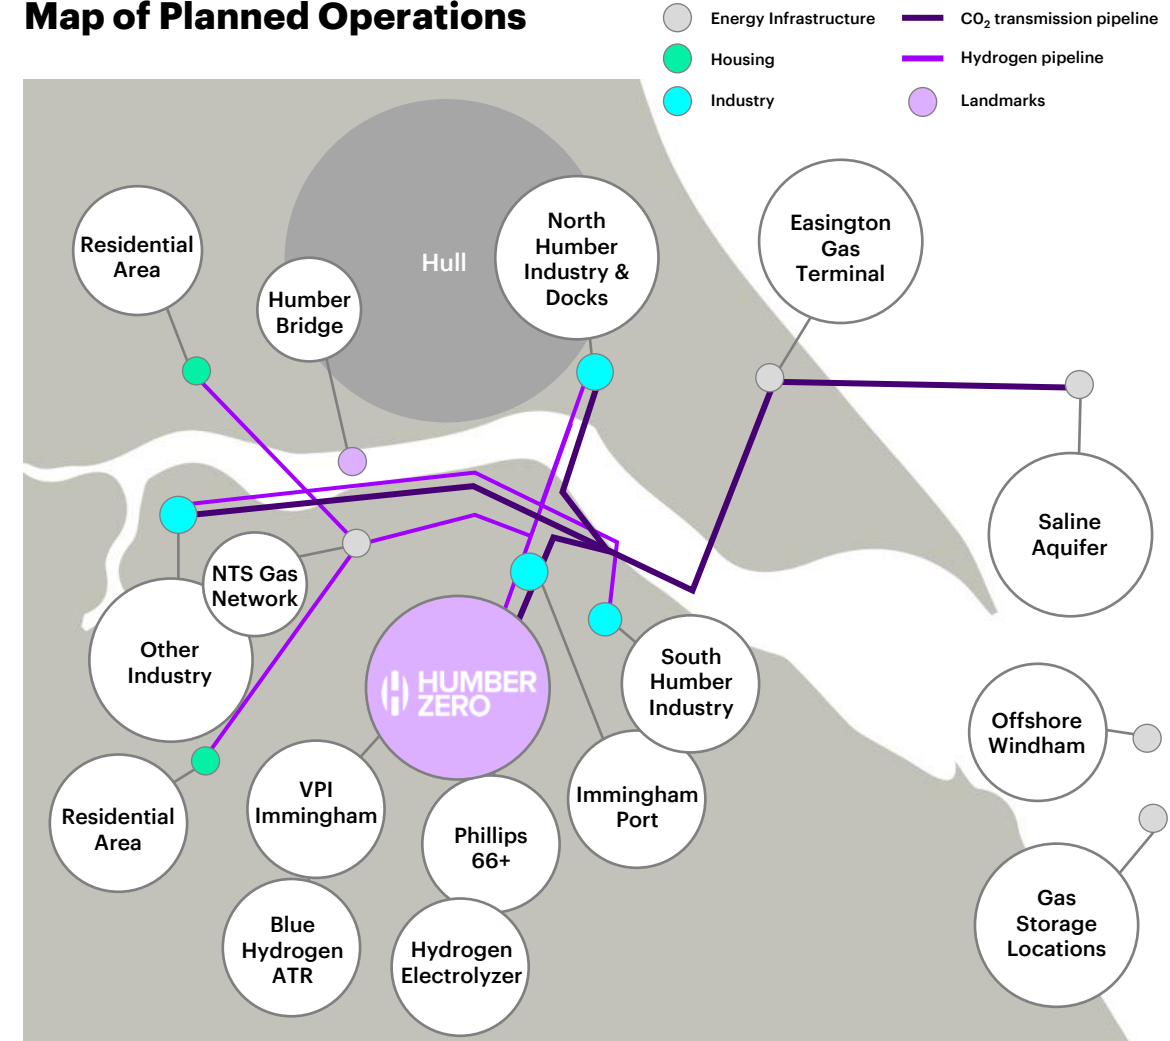 Map of Planned Operations
Energy Infrastructure
CO2 transmission pipeline
Housing
Hydrogen pipeline
Industry
Landmarks
Residential
Area
Humber
Bridge
Hull
North
Humber
Industry &
Docks
Easington
Gas
Terminal
Saline
Aquifer
NTS Gas
Network
Other
Industry
HUMBER
ZERO
South
Humber
Industry
Offshore
Windham
Residential
Area
VPI
Immingham
Phillips
66+
Immingham
Port
Blue
Hydrogen
ATR
Hydrogen
Electrolyzer
Gas
Storage
Locations